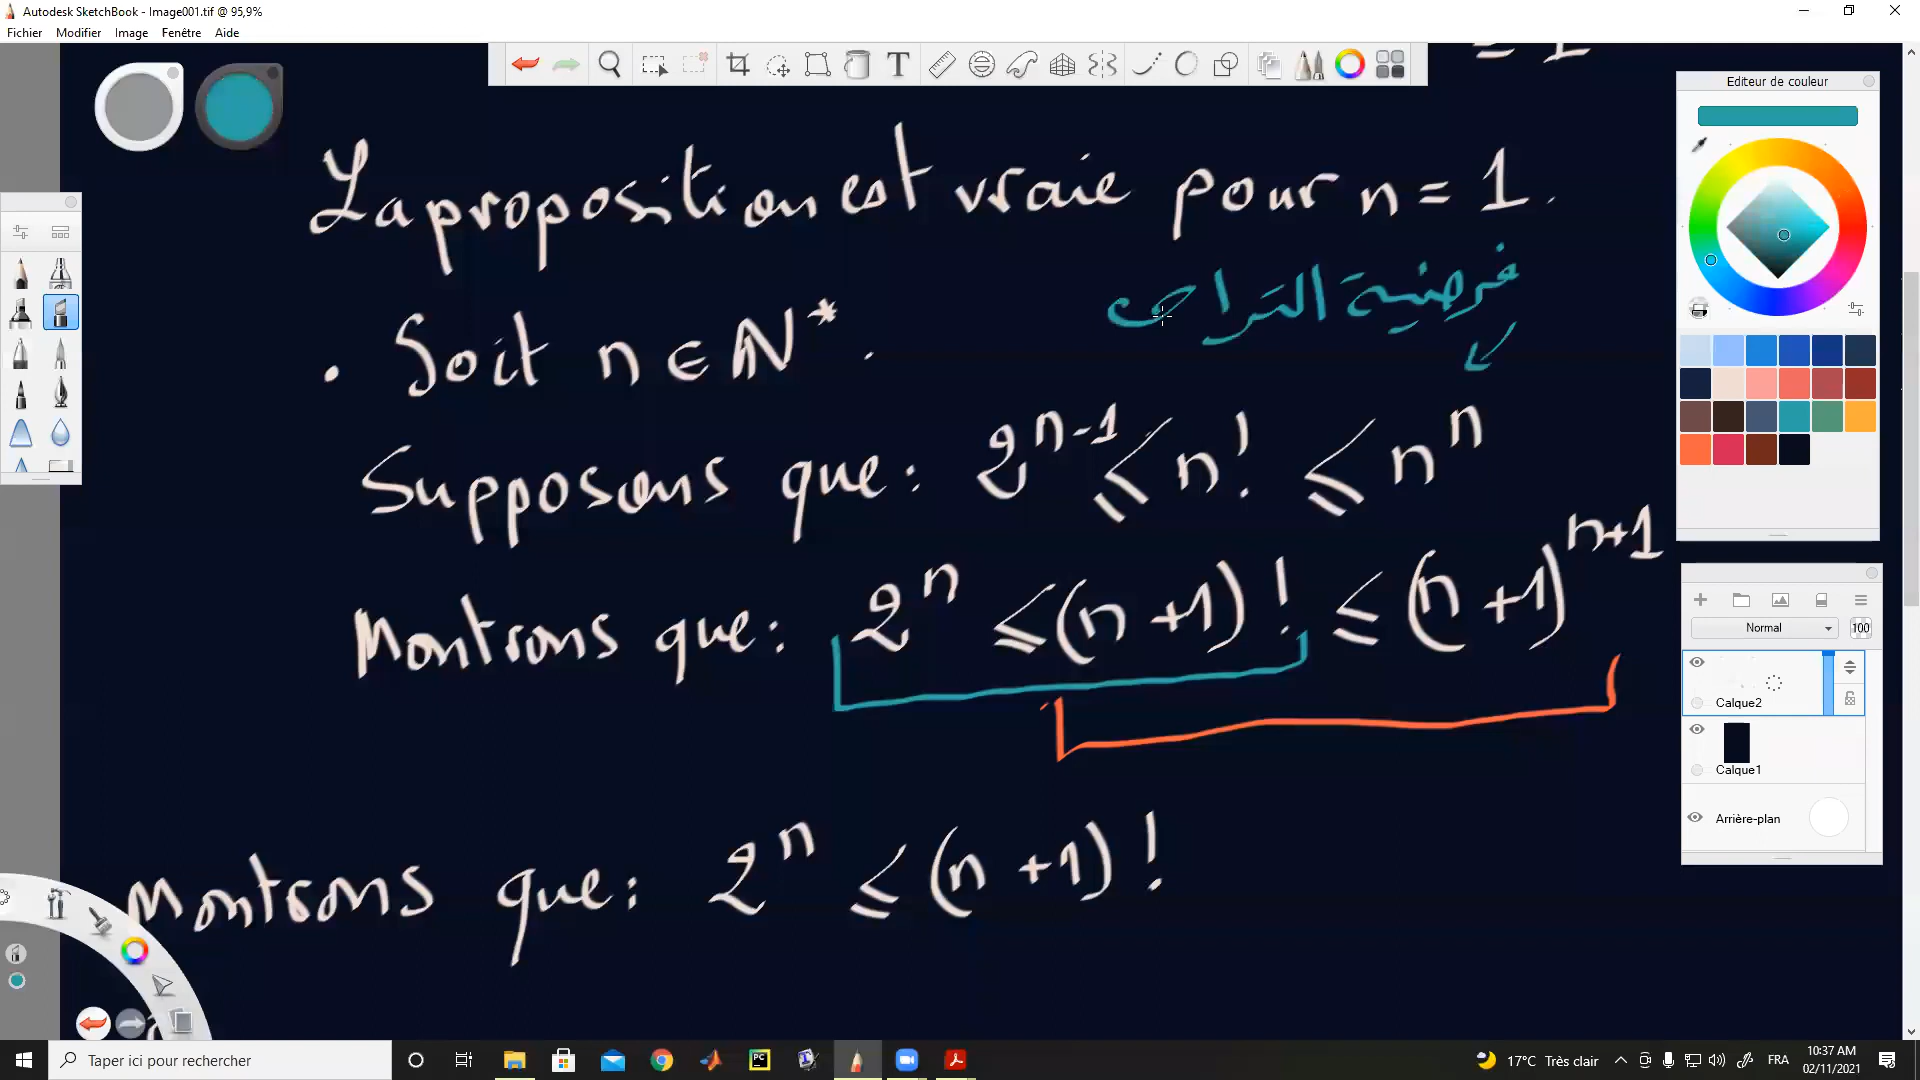 Autodesk SketchBook - Image001.tif @ 95,9%
Fichier Modifier Image Fenêtre Aide
≤ 1
Editeur de couleur
La proposition est vraie pour n = 1.
فرضية
• Soit n ∈ ℕ* .
Supposons que : 2^{n-1} ≤ n! ≤ n^n
Montrons que : 2^n ≤ (n+1)! ≤ (n+1)^{n+1}
Normal
100
Calque2
Calque1
Arrière-plan
Montrons que : 2^n ≤ (n+1)!
Taper ici pour rechercher
PC
17°C Très clair
FRA
10:37 AM
02/11/2021